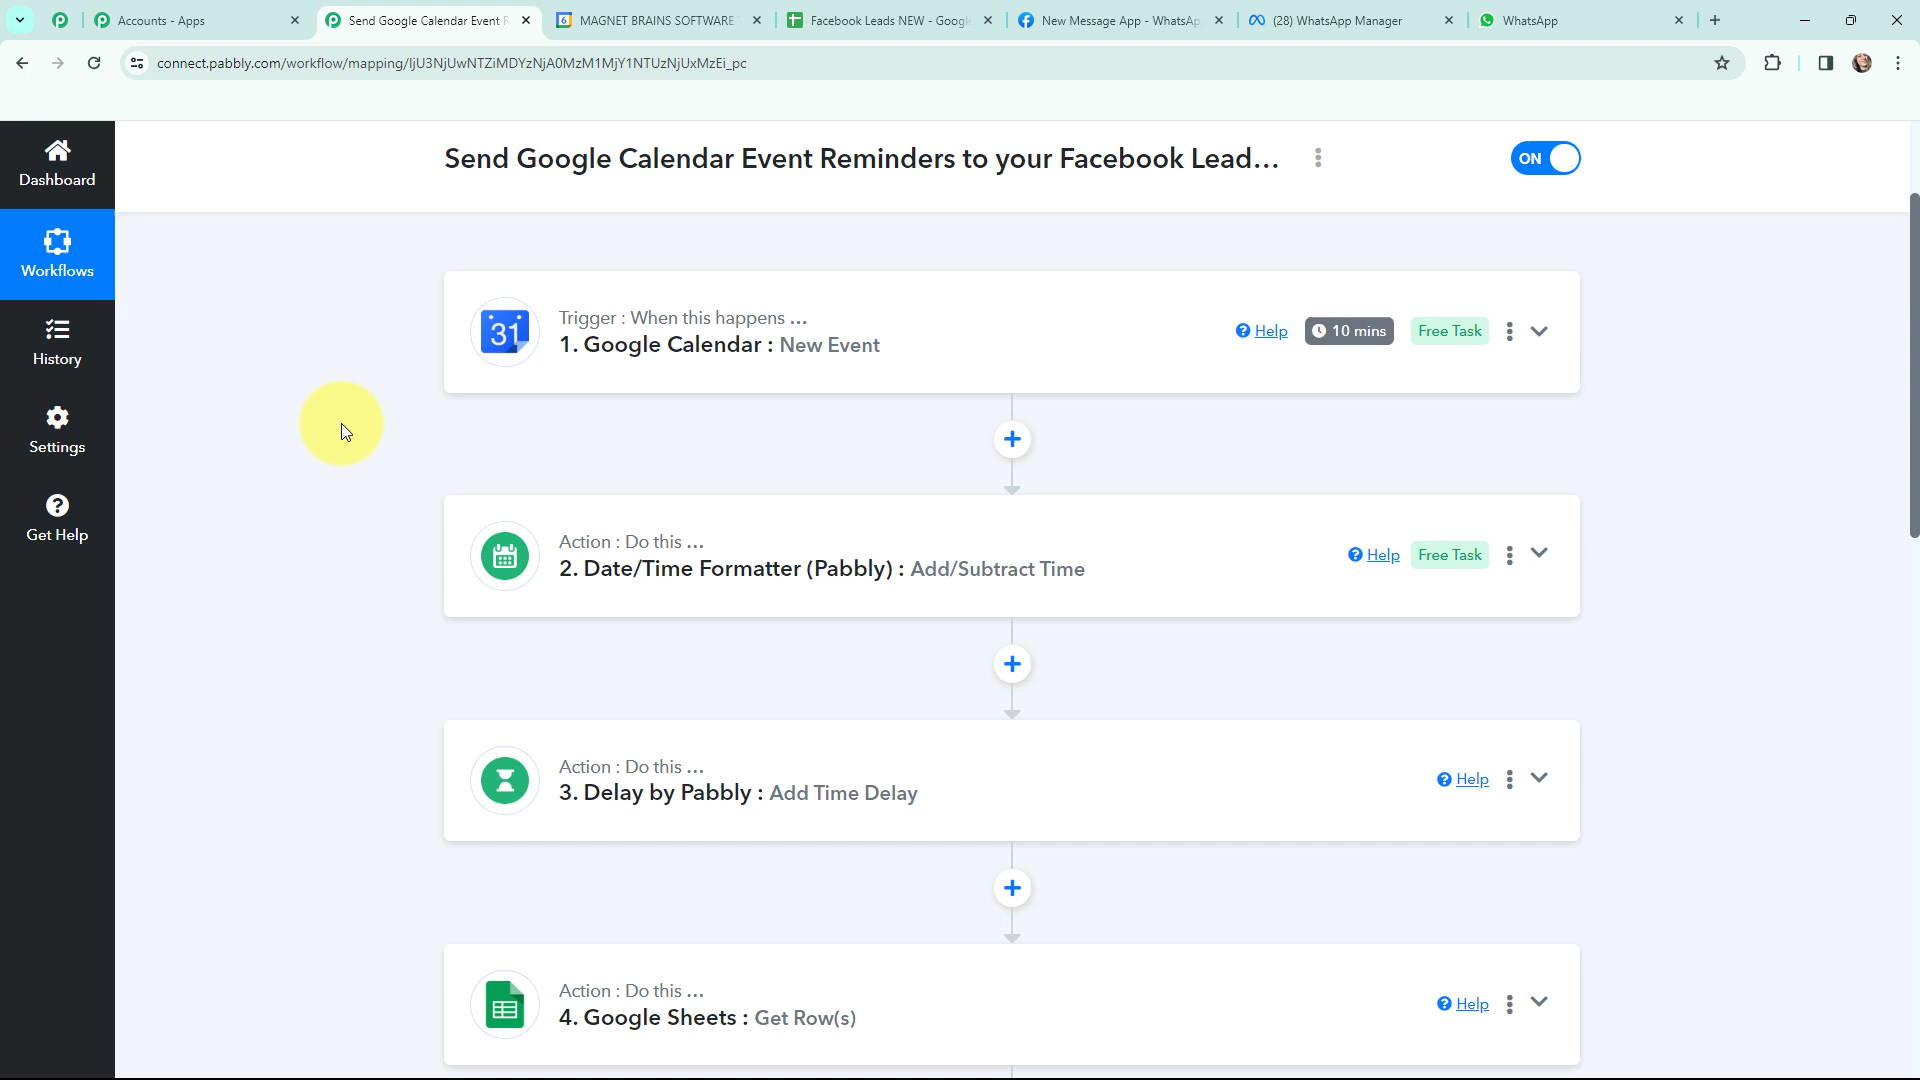 Accounts - Apps
Send Google Calendar Event R
MAGNET BRAINS SOFTWARE
Facebook Leads NEW - Google
New Message App - WhatsAp
(28) WhatsApp Manager
WhatsApp
connect.pabbly.com/workflow/mapping/IjU3NjUwNTZiMDYzNjA0MzM1MjY1NTUzNjUxMzEi_pc
Dashboard
Workflows
History
Settings
Get Help
Send Google Calendar Event Reminders to your Facebook Lead...
ON
Trigger : When this happens ...
31
1. Google Calendar : New Event
Help
10 mins
Free Task
Action : Do this ...
2. Date/Time Formatter (Pabbly) : Add/Subtract Time
Help
Free Task
Action : Do this ...
3. Delay by Pabbly : Add Time Delay
Help
Action : Do this ...
4. Google Sheets : Get Row(s)
Help